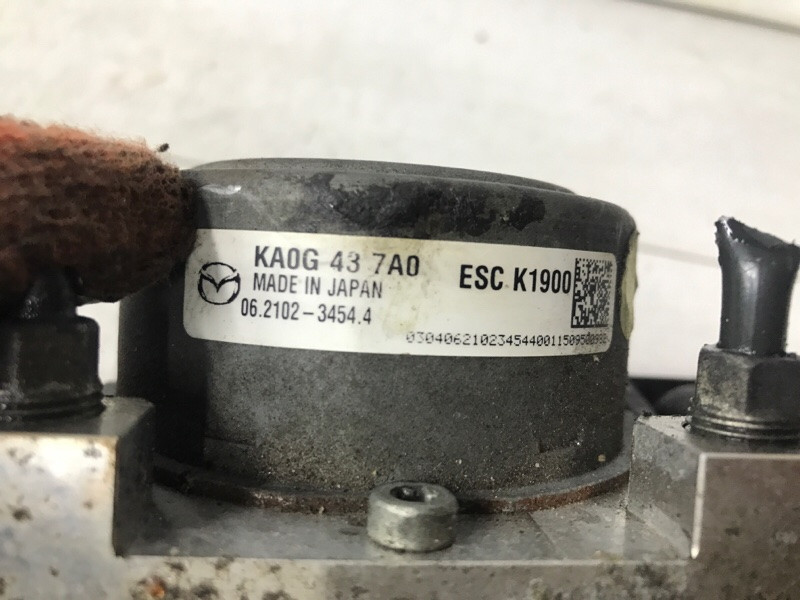 KA0G 43 7A0
MADE IN JAPAN
06.2102-3454.4
ESC K1900